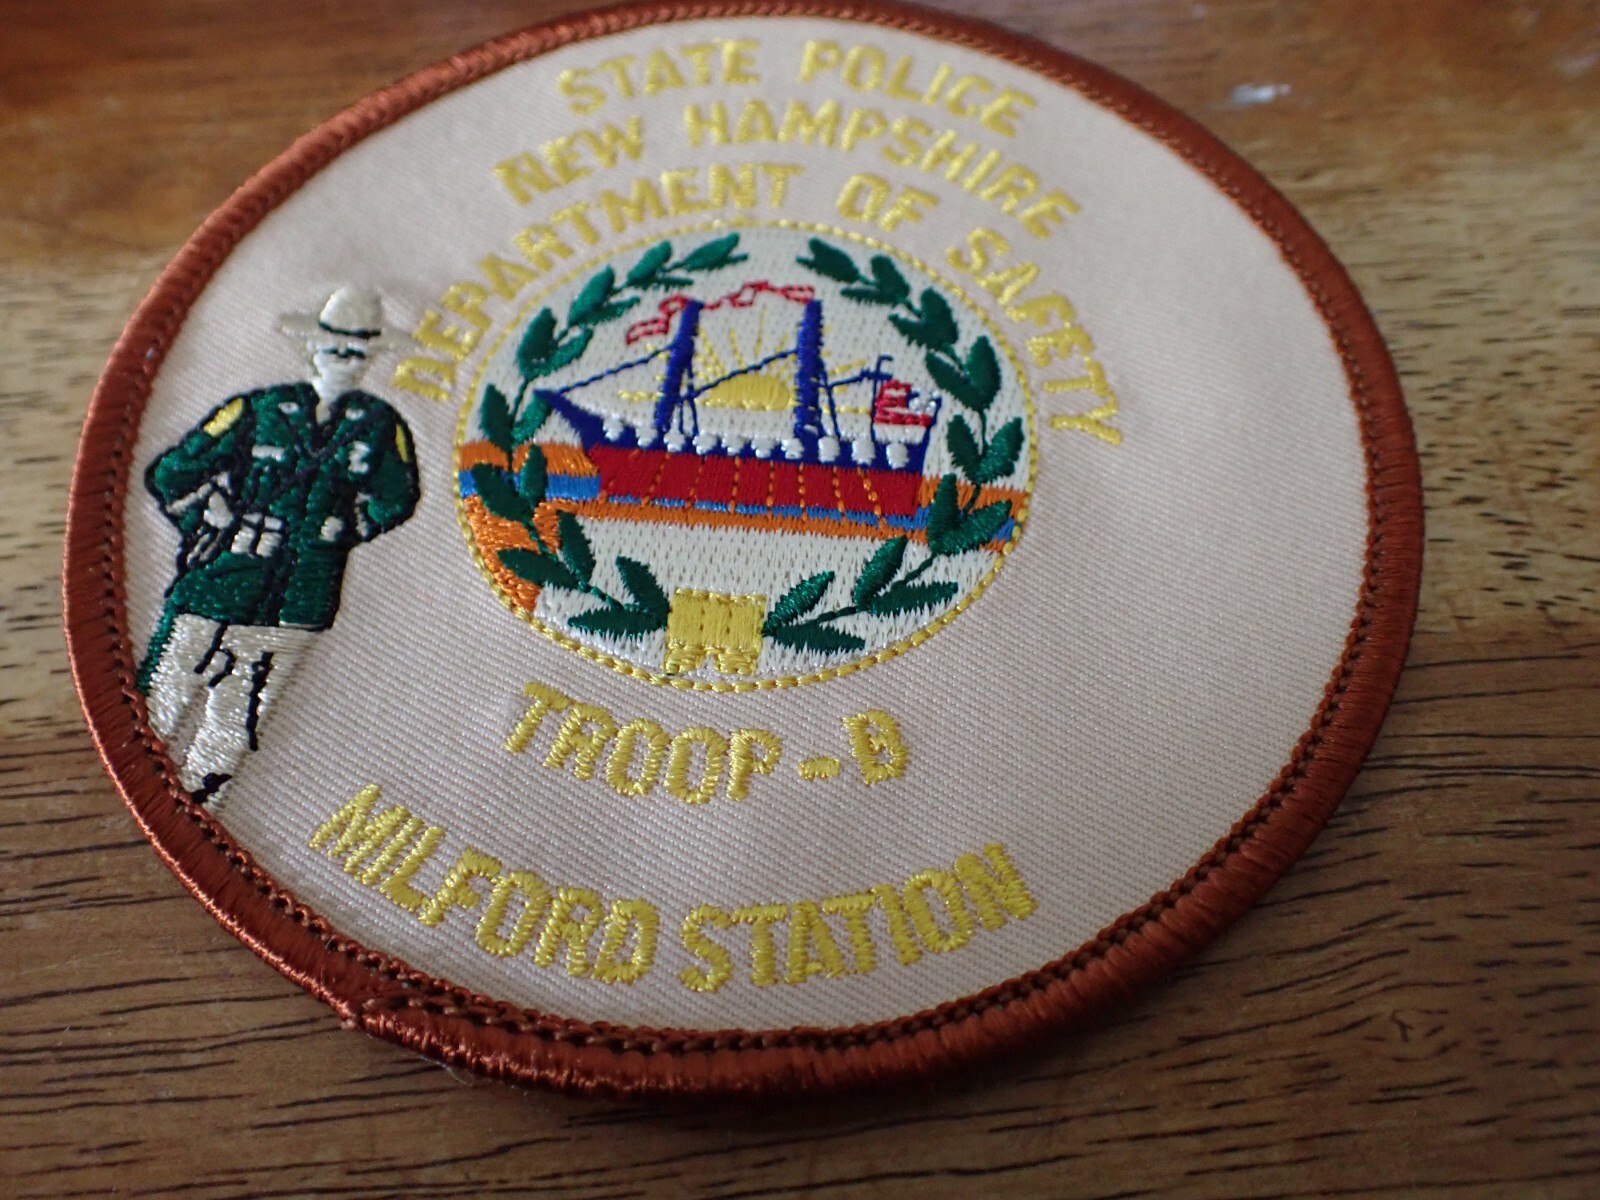 STATE POLICE
NEW HAMPSHIRE
DEPARTMENT OF SAFETY
TROOP-B
MILFORD STATION